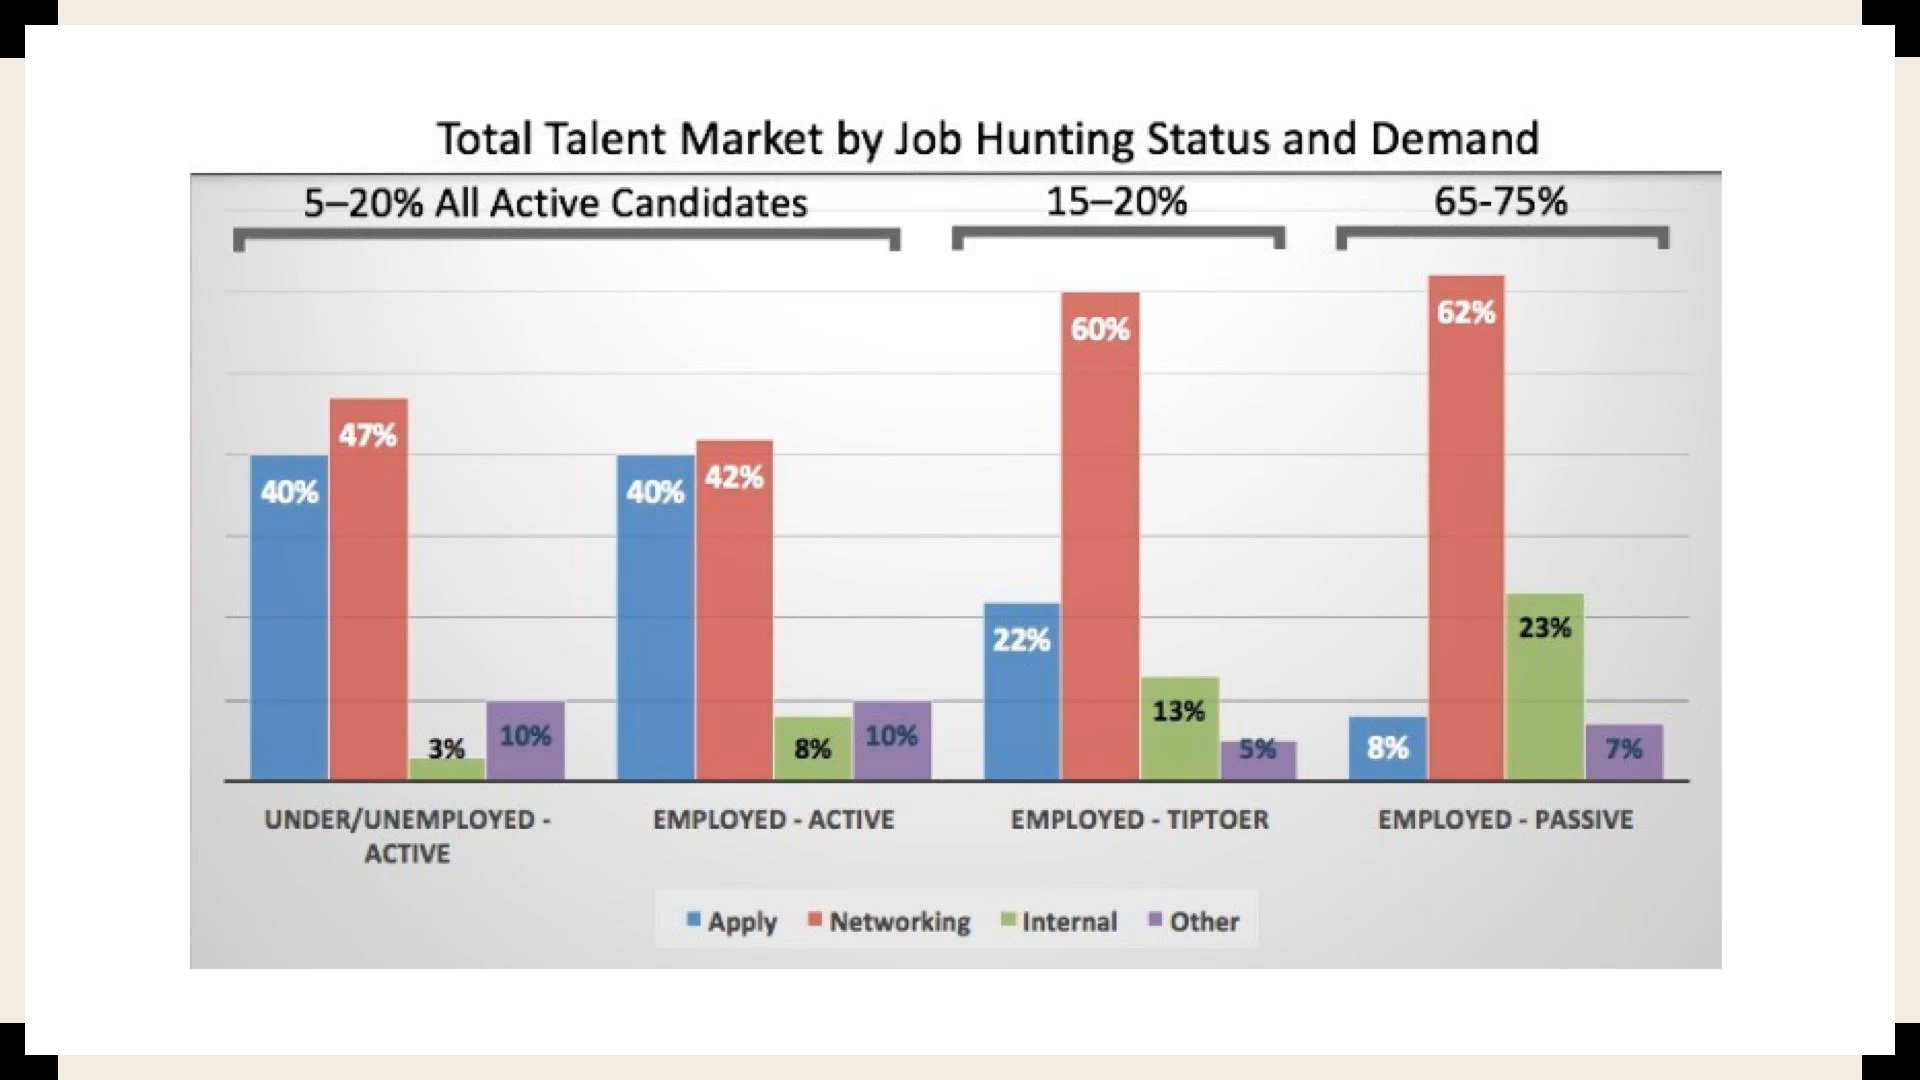 Total Talent Market by Job Hunting Status and Demand
5–20% All Active Candidates 15–20% 65-75%
40% 47% 3% 10% 40% 42% 8% 10% 22% 60% 13% 5% 8% 62% 23% 7%
UNDER/UNEMPLOYED - ACTIVE
EMPLOYED - ACTIVE
EMPLOYED - TIPTOER
EMPLOYED - PASSIVE
Apply Networking Internal Other